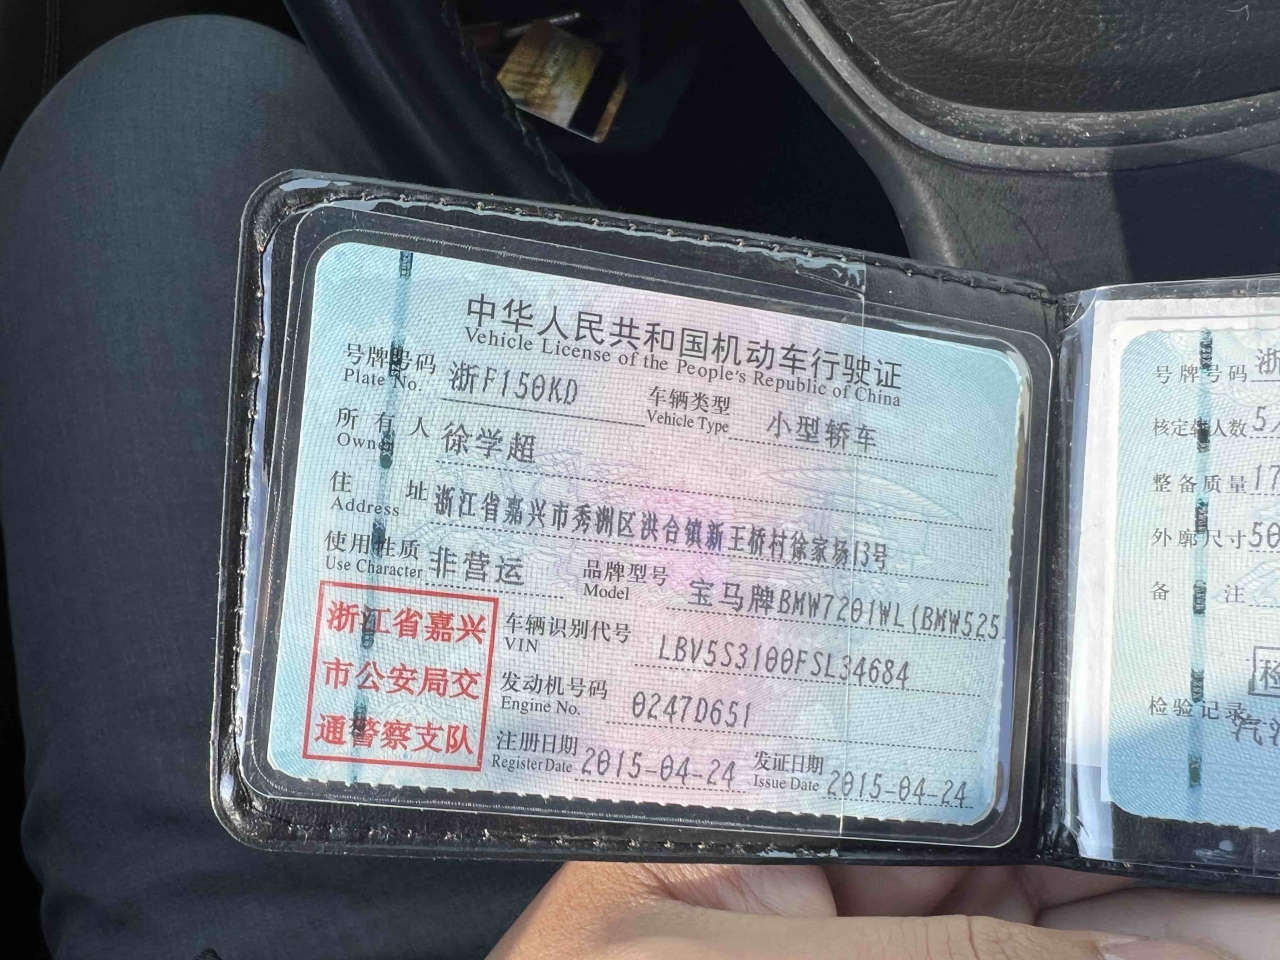 中华人民共和国机动车行驶证
Vehicle License of the People's Republic of China
号牌号码 浙F150KD 车辆类型 小型轿车
Plate No. Vehicle Type
所有人 徐学超
Owner
住址 浙江省嘉兴市秀洲区洪合镇新王桥村徐家场13号
Address
使用性质 非营运 品牌型号 宝马牌BMW7201WL(BMW525
Use Character Model
浙江省嘉兴
市公安局交
通警察支队
车辆识别代号 LBV5S3100FSL34684
VIN
发动机号码 0247D651
Engine No.
注册日期 2015-04-24 发证日期 2015-04-24
Register Date Issue Date
号牌号码 浙
核定载人数 5
整备质量 17
外廓尺寸 50
备注
检验记录